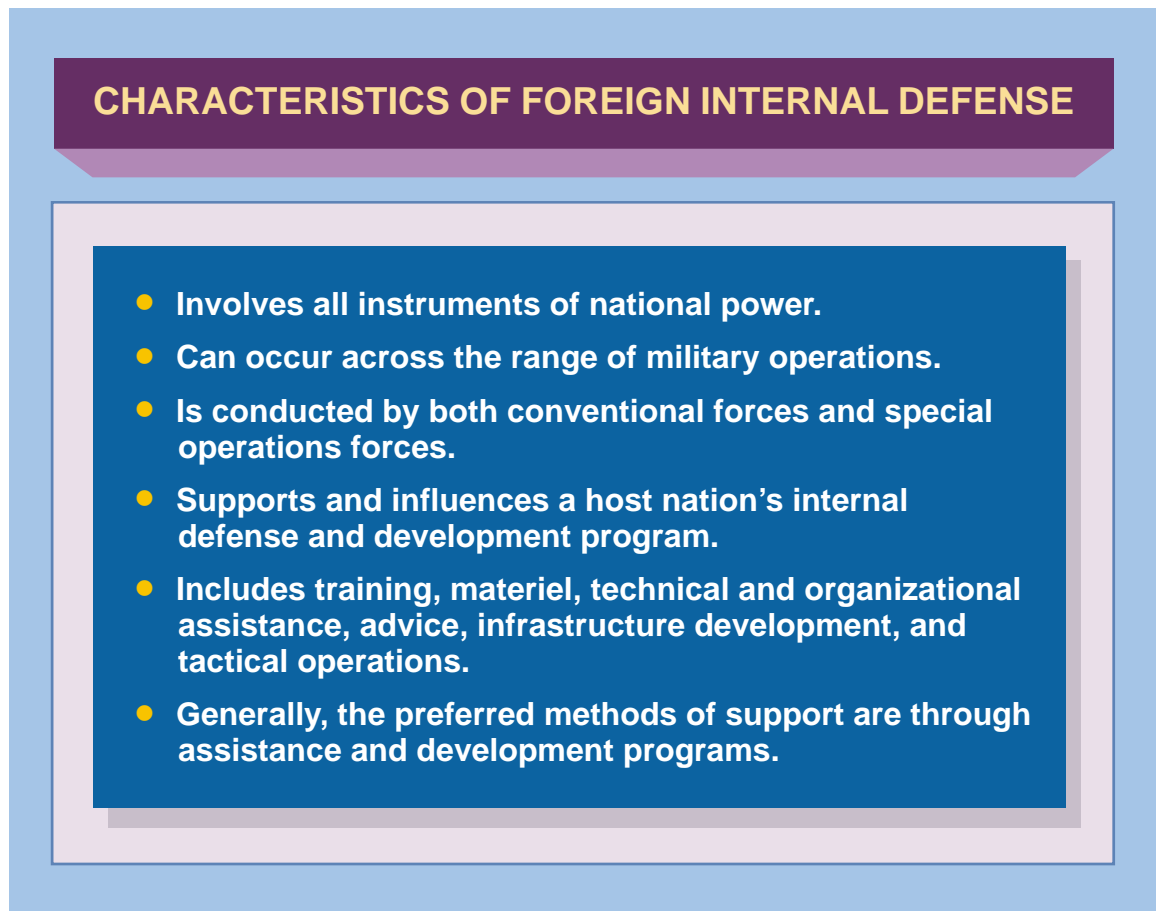 CHARACTERISTICS OF FOREIGN INTERNAL DEFENSE
● Involves all instruments of national power.
● Can occur across the range of military operations.
● Is conducted by both conventional forces and special
operations forces.
● Supports and influences a host nation’s internal
defense and development program.
● Includes training, materiel, technical and organizational
assistance, advice, infrastructure development, and
tactical operations.
● Generally, the preferred methods of support are through
assistance and development programs.